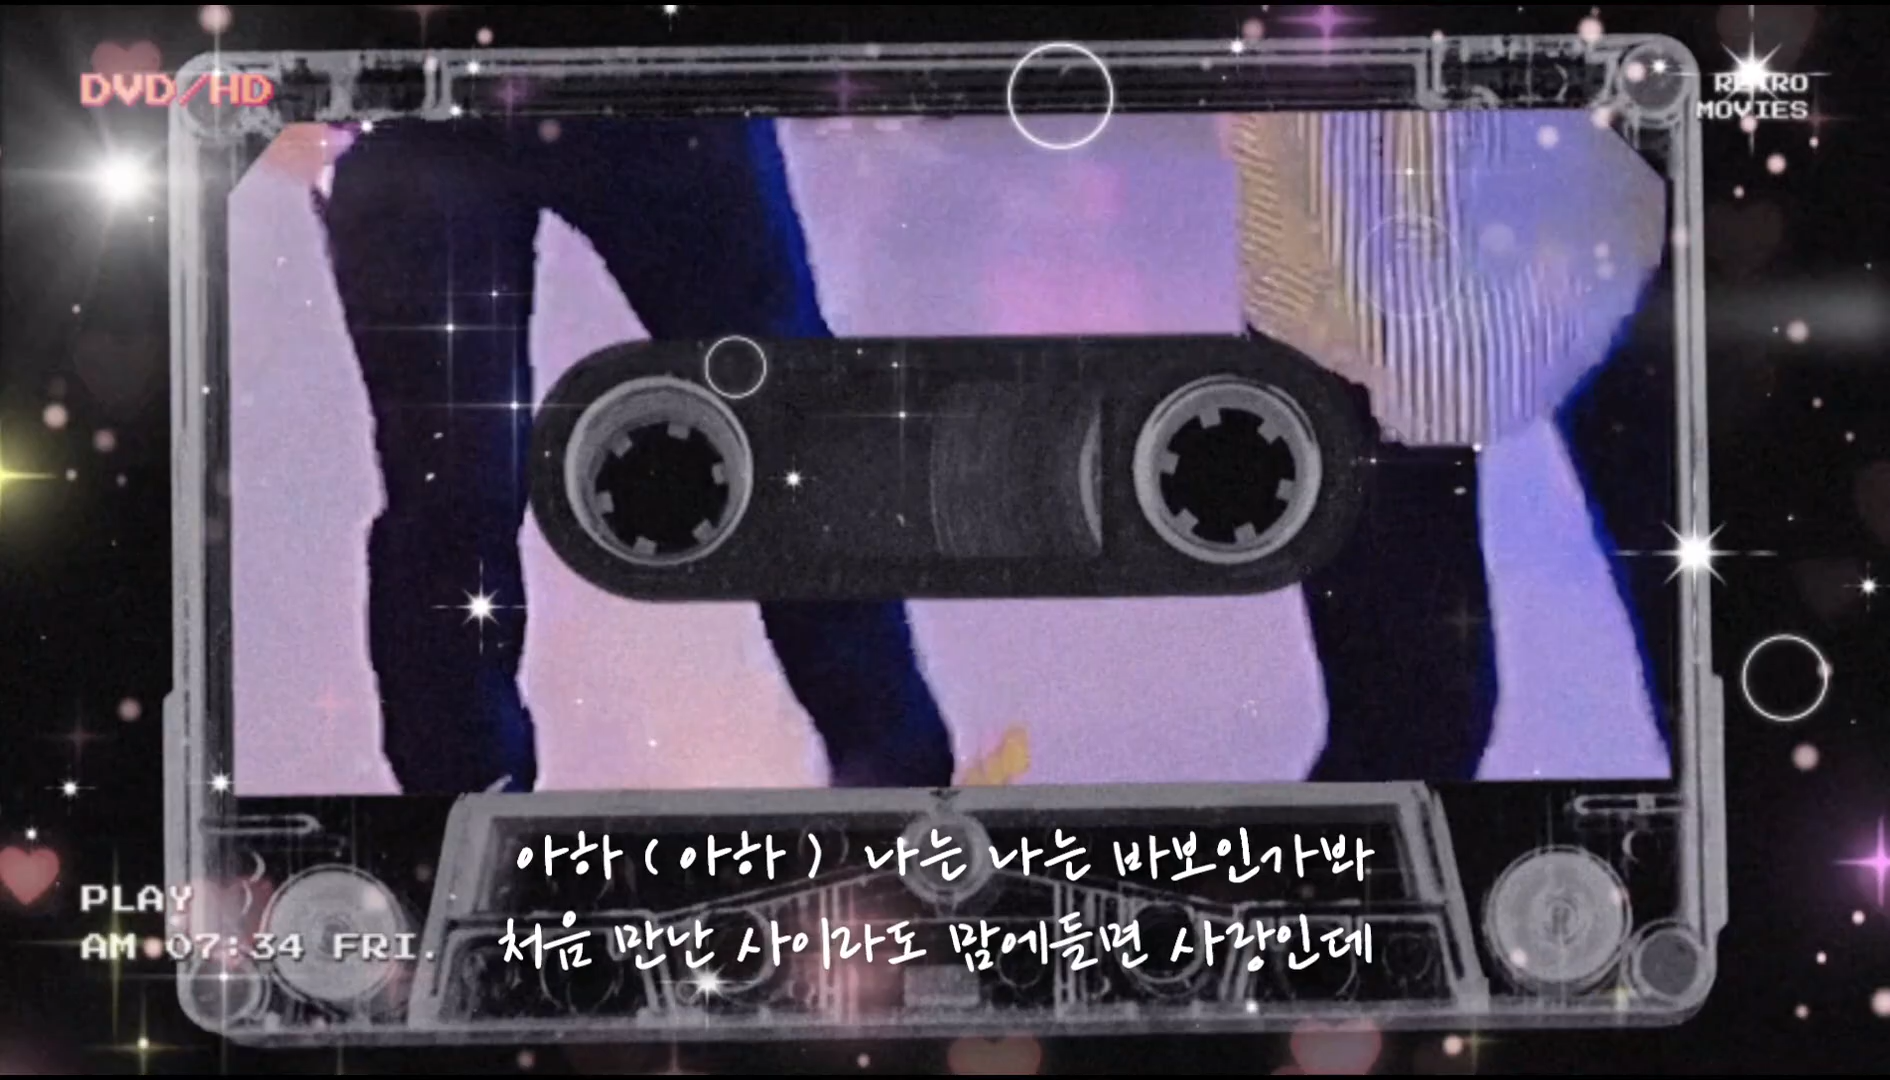 DVD/HD
RETRO
MOVIES
아하 ( 아하 ) 나는 나는 바보인가봐
처음 만난 사이라도 맘에들면 사랑인데
PLAY
AM 07:34 FRI.